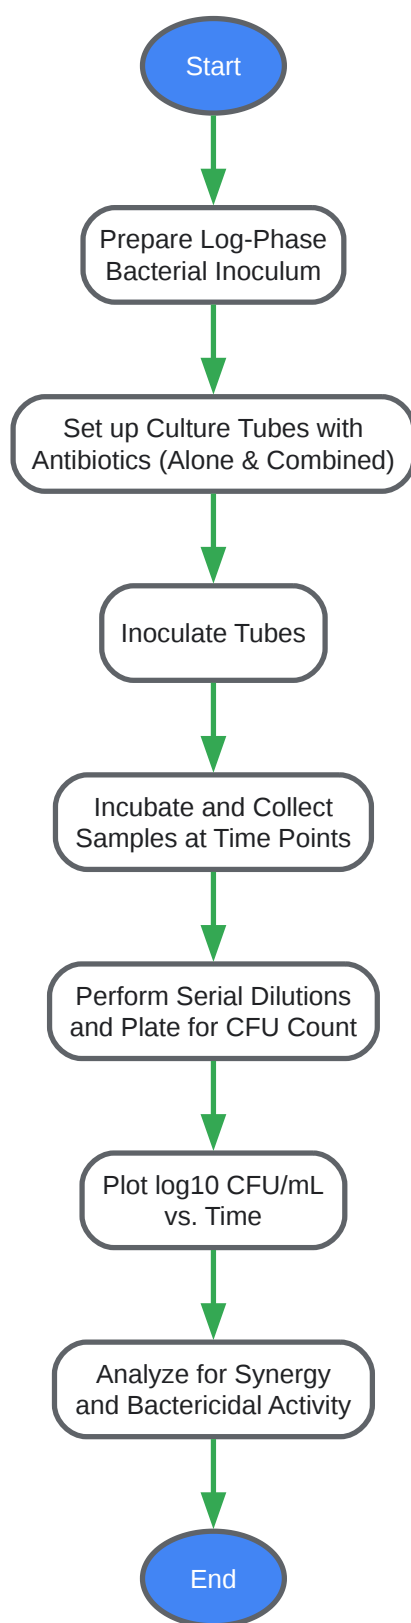 Start
Prepare Log-Phase
Bacterial Inoculum
Set up Culture Tubes with
Antibiotics (Alone & Combined)
Inoculate Tubes
Incubate and Collect
Samples at Time Points
Perform Serial Dilutions
and Plate for CFU Count
Plot log10 CFU/mL
vs. Time
Analyze for Synergy
and Bactericidal Activity
End